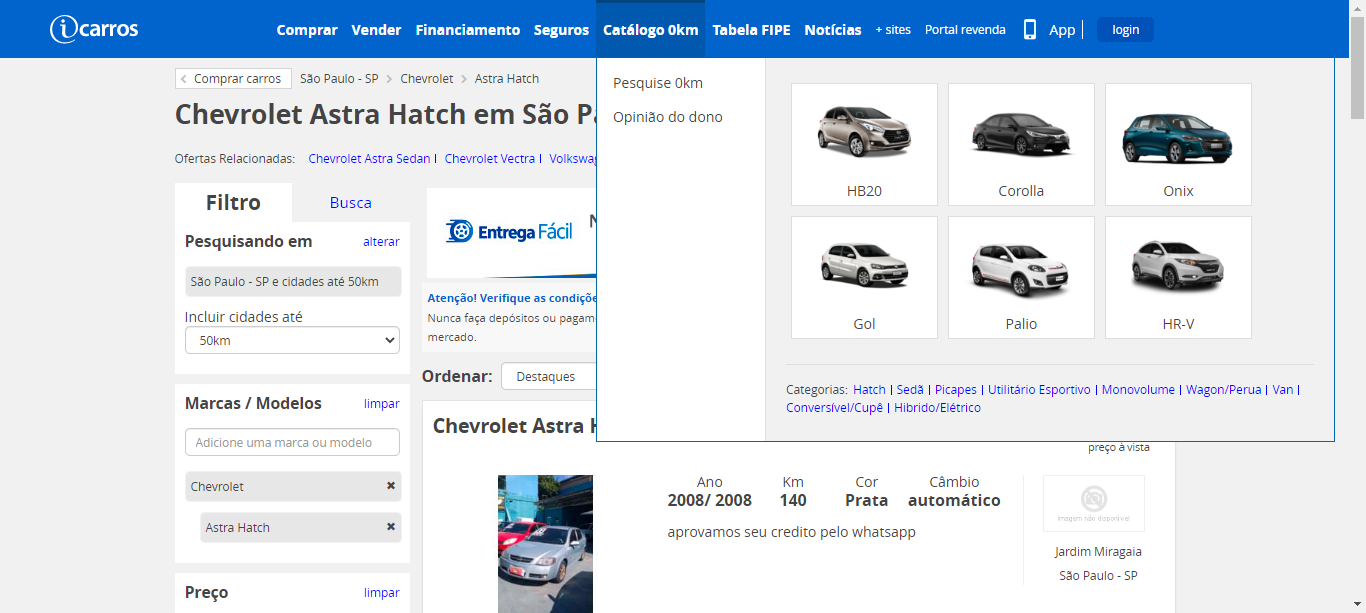 icarros
Comprar Vender Financiamento Seguros Catálogo 0km Tabela FIPE Notícias + sites Portal revenda App login
Comprar carros São Paulo - SP Chevrolet Astra Hatch
Chevrolet Astra Hatch em São Pa
Ofertas Relacionadas: Chevrolet Astra Sedan | Chevrolet Vectra | Volkswag
Filtro Busca
Pesquisando em alterar
São Paulo - SP e cidades até 50km
Incluir cidades até
50km
Marcas / Modelos limpar
Adicione uma marca ou modelo
Chevrolet
Astra Hatch
Preço limpar
Entrega Fácil N
Atenção! Verifique as condiçõe
Nunca faça depósitos ou pagame
mercado.
Ordenar: Destaques
Pesquise 0km
Opinião do dono
HB20 Corolla Onix
Gol Palio HR-V
Categorias: Hatch | Sedã | Picapes | Utilitário Esportivo | Monovolume | Wagon/Perua | Van |
Conversível/Cupê | Hibrido/Elétrico
Chevrolet Astra H
preço à vista
Ano Km Cor Câmbio
2008/ 2008 140 Prata automático
aprovamos seu credito pelo whatsapp
imagem não disponível
Jardim Miragaia
São Paulo - SP